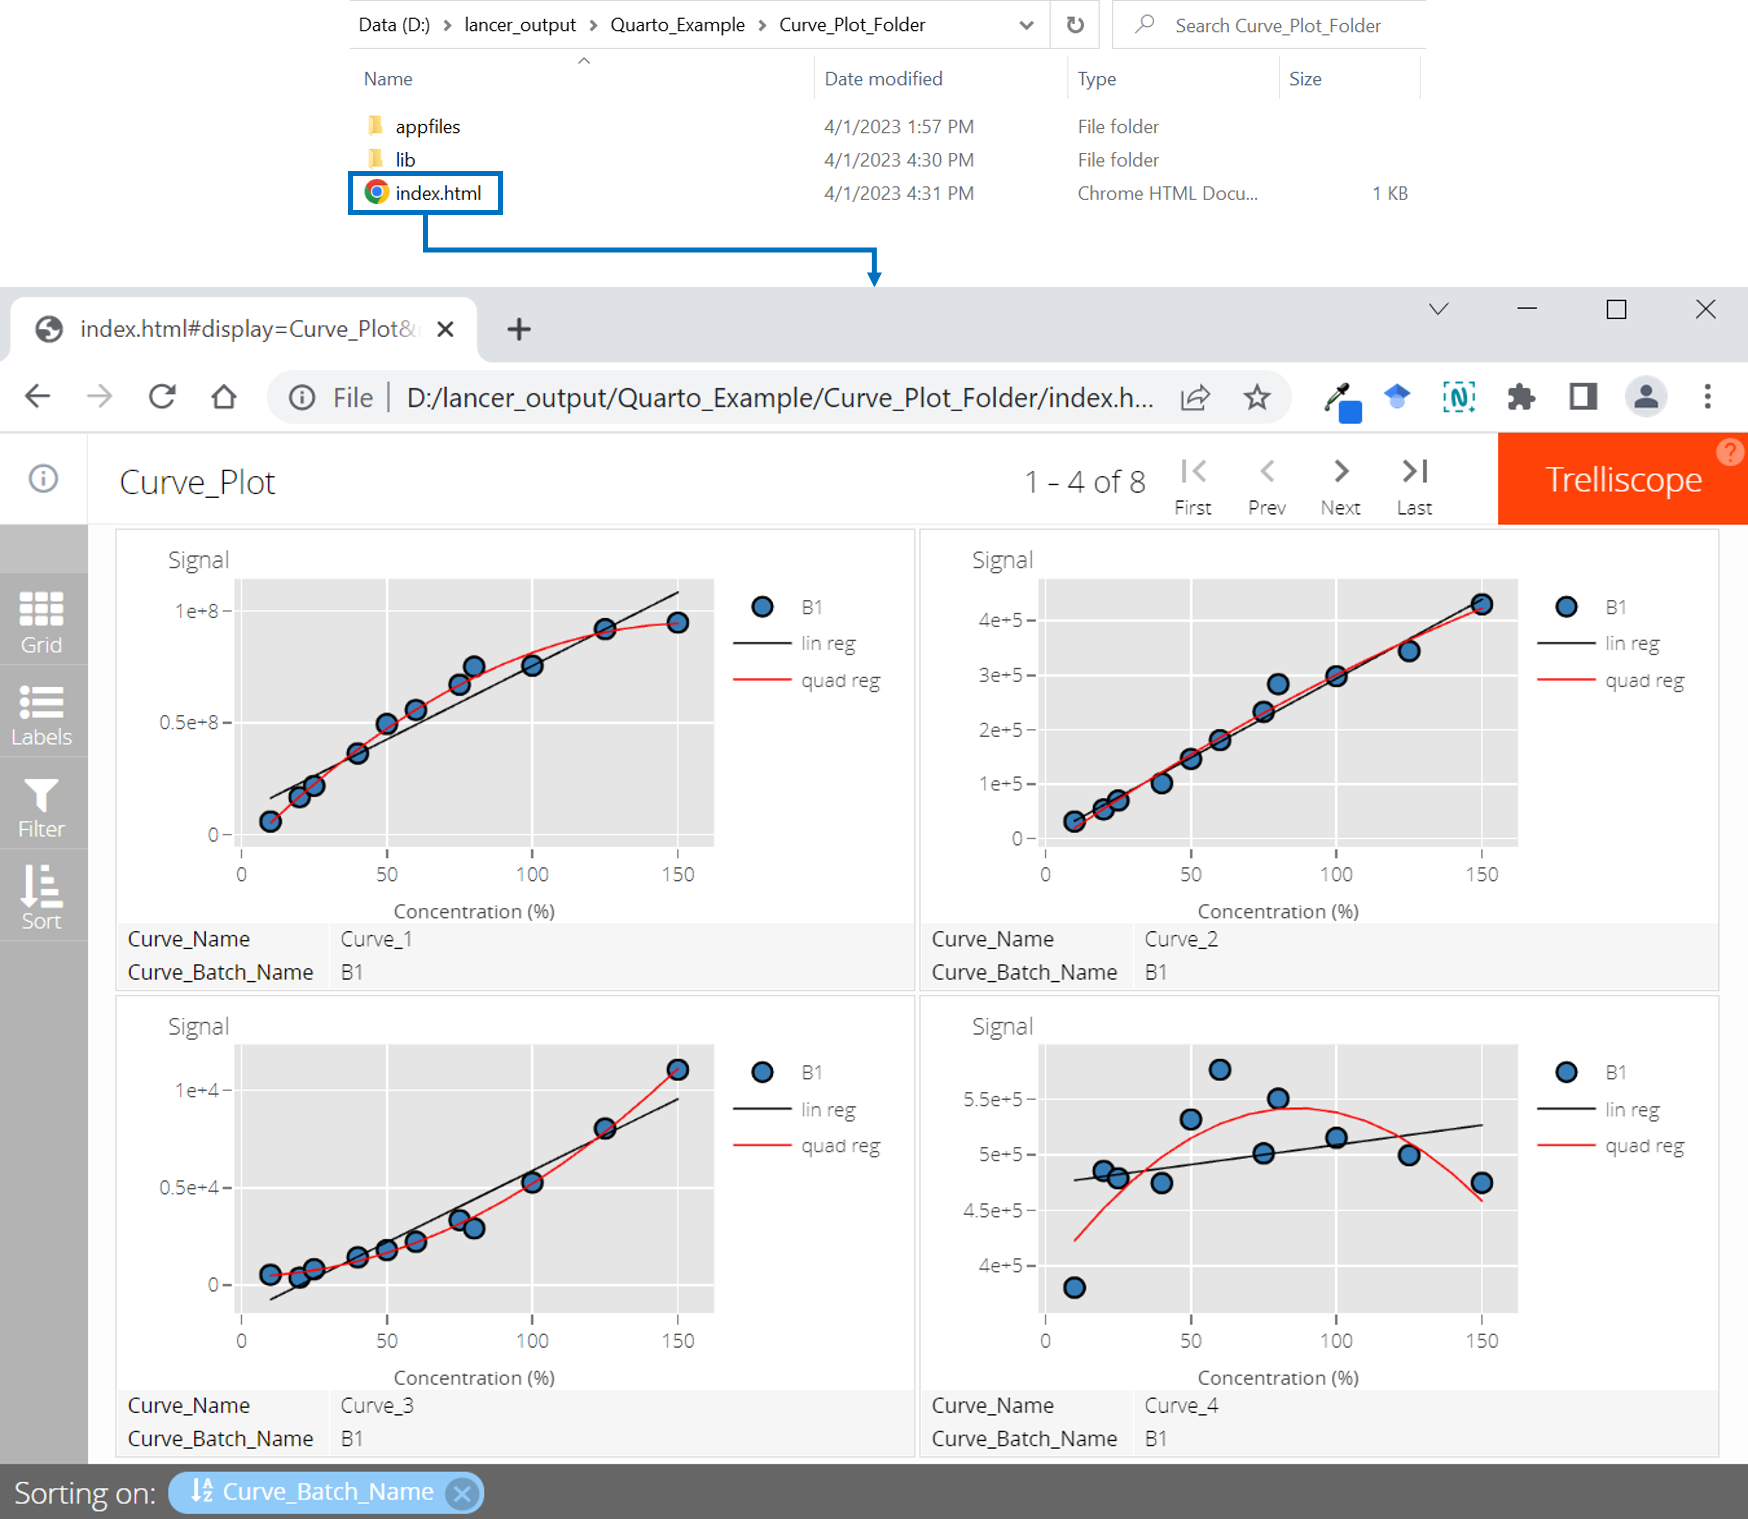 Data (D:) > lancer_output > Quarto_Example > Curve_Plot_Folder
Search Curve_Plot_Folder
Name Date modified Type Size
appfiles 4/1/2023 1:57 PM File folder
lib 4/1/2023 4:30 PM File folder
index.html 4/1/2023 4:31 PM Chrome HTML Docu... 1 KB
index.html#display=Curve_Plot&
File | D:/lancer_output/Quarto_Example/Curve_Plot_Folder/index.h...
Curve_Plot
1 - 4 of 8
First Prev Next Last
Trelliscope
?
Grid
Labels
Filter
Sort
Signal
1e+8
0.5e+8
0
0 50 100 150
Concentration (%)
B1
lin reg
quad reg
Curve_Name Curve_1
Curve_Batch_Name B1
Signal
4e+5
3e+5
2e+5
1e+5
0
0 50 100 150
Concentration (%)
B1
lin reg
quad reg
Curve_Name Curve_2
Curve_Batch_Name B1
Signal
1e+4
0.5e+4
0
0 50 100 150
Concentration (%)
B1
lin reg
quad reg
Curve_Name Curve_3
Curve_Batch_Name B1
Signal
5.5e+5
5e+5
4.5e+5
4e+5
0 50 100 150
Concentration (%)
B1
lin reg
quad reg
Curve_Name Curve_4
Curve_Batch_Name B1
Sorting on: Curve_Batch_Name